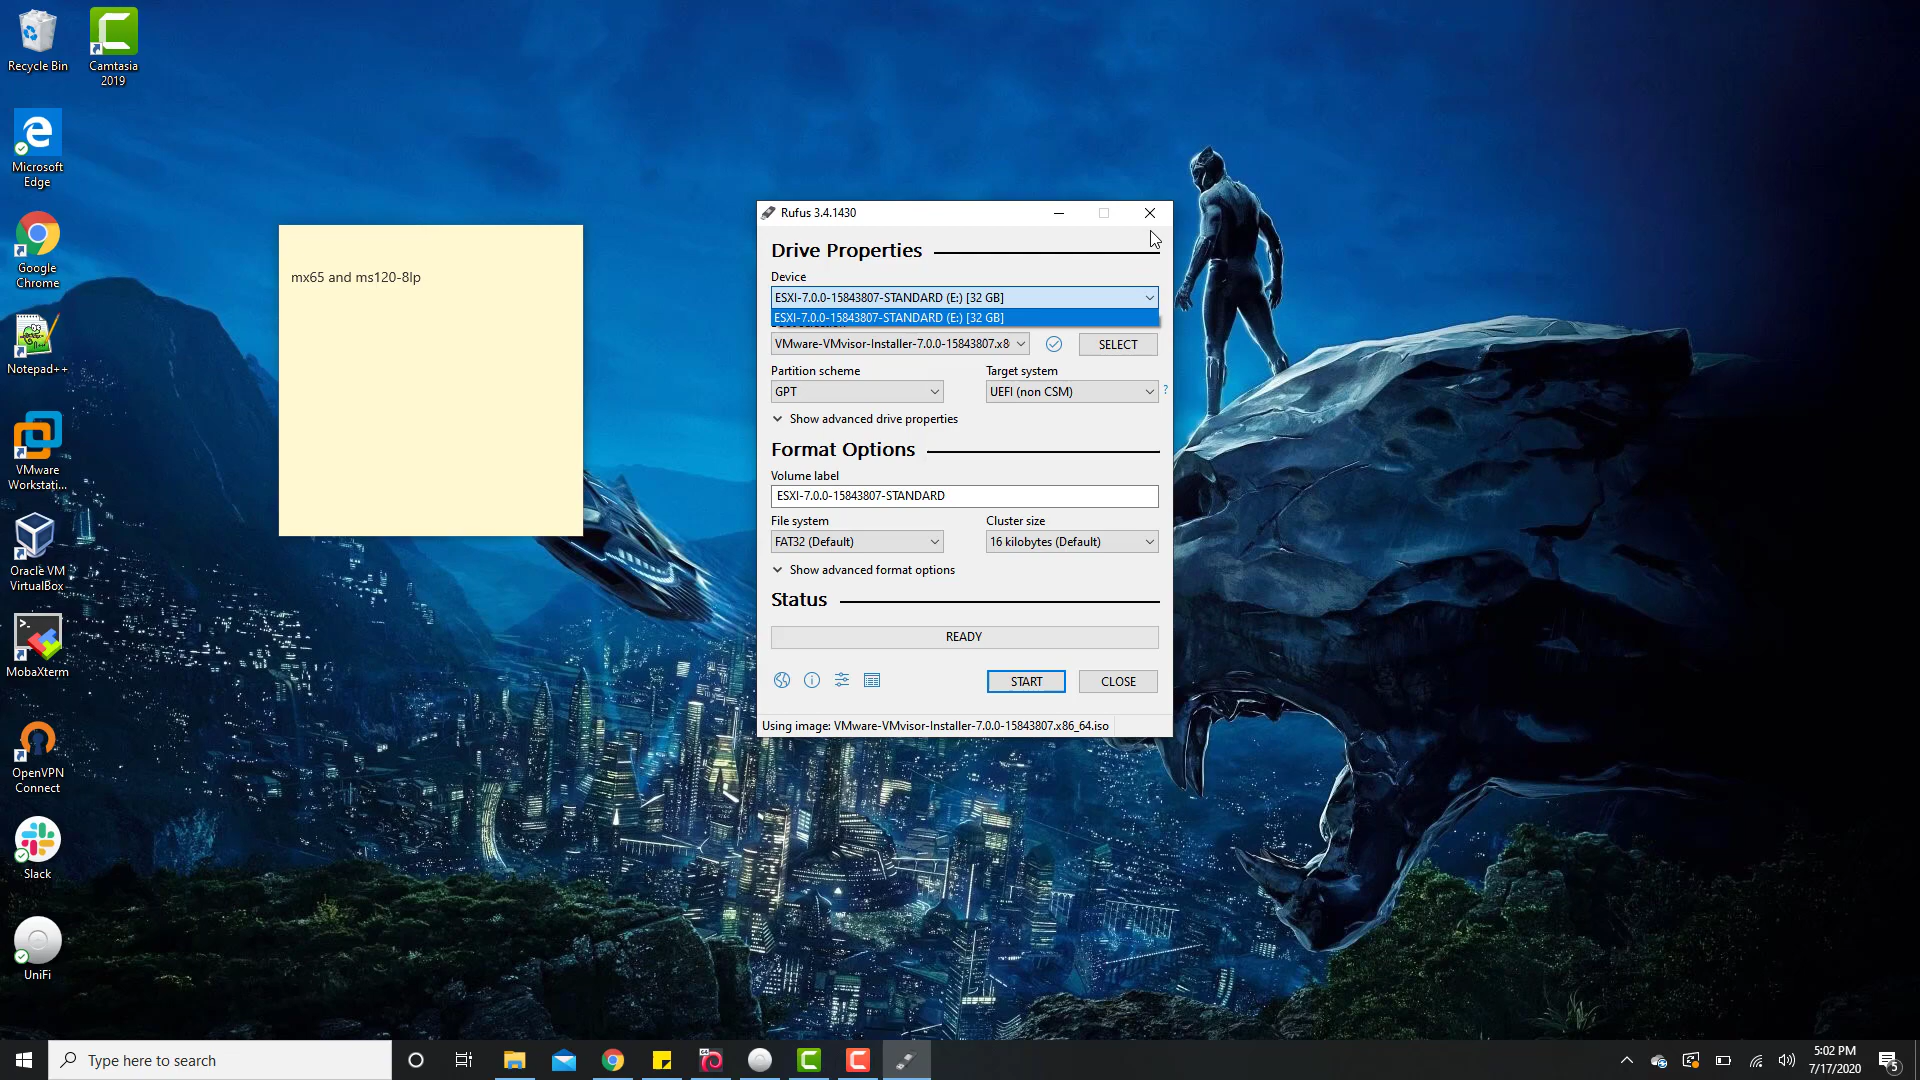 Recycle Bin
Camtasia
2019
Microsoft
Edge
Google
Chrome
Notepad++
VMware
Workstati...
Oracle VM
VirtualBox
MobaXterm
OpenVPN
Connect
Slack
UniFi
mx65 and ms120-8lp
Rufus 3.4.1430
Drive Properties
Device
ESXI-7.0.0-15843807-STANDARD (E:) [32 GB]
ESXI-7.0.0-15843807-STANDARD (E:) [32 GB]
VMware-VMvisor-Installer-7.0.0-15843807.x8
SELECT
Partition scheme
Target system
GPT
UEFI (non CSM)
?
Show advanced drive properties
Format Options
Volume label
ESXI-7.0.0-15843807-STANDARD
File system
Cluster size
FAT32 (Default)
16 kilobytes (Default)
Show advanced format options
Status
READY
START
CLOSE
Using image: VMware-VMvisor-Installer-7.0.0-15843807.x86_64.iso
Type here to search
64
5:02 PM
7/17/2020
5